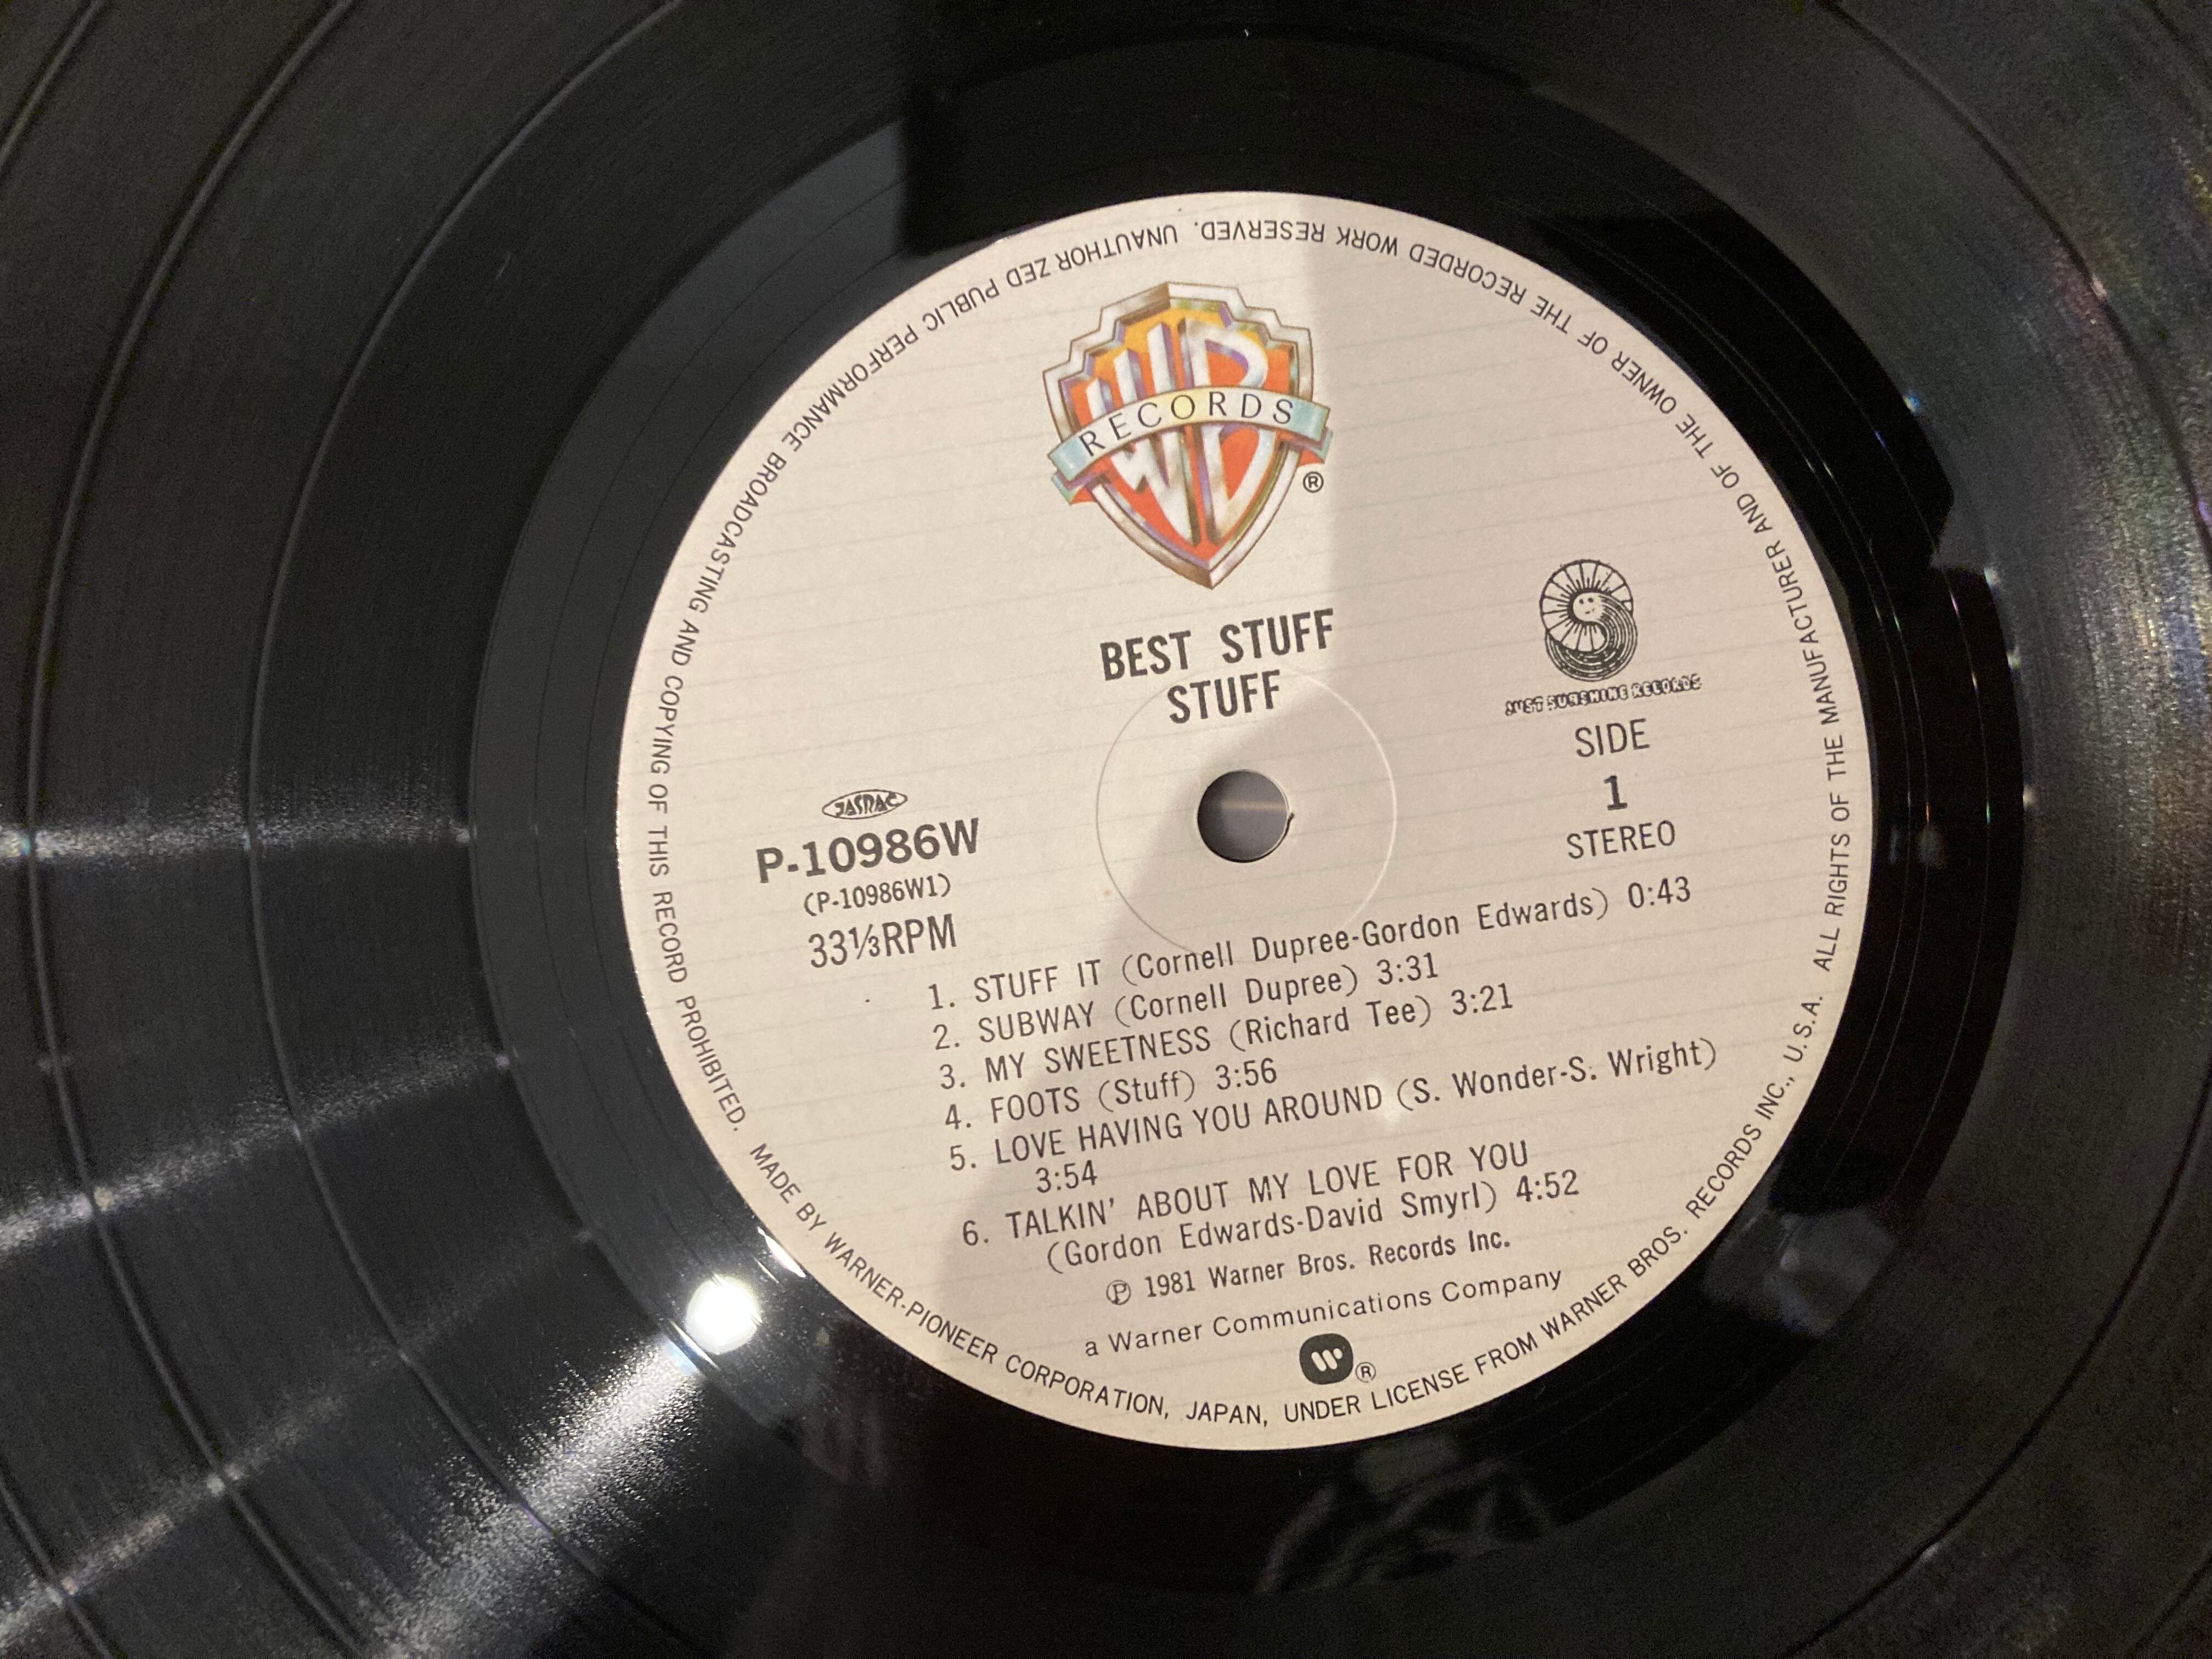 WB
RECORDS
®
BEST STUFF
STUFF
JUST SUNSHINE RECORDS
SIDE
1
STEREO
JASRAC
P-10986W
(P-10986W1)
33⅓RPM
1. STUFF IT (Cornell Dupree-Gordon Edwards) 0:43
2. SUBWAY (Cornell Dupree) 3:31
3. MY SWEETNESS (Richard Tee) 3:21
4. FOOTS (Stuff) 3:56
5. LOVE HAVING YOU AROUND (S. Wonder-S. Wright)
3:54
6. TALKIN' ABOUT MY LOVE FOR YOU
(Gordon Edwards-David Smyrl) 4:52
℗ 1981 Warner Bros. Records Inc.
a Warner Communications Company
W ®
MADE BY WARNER-PIONEER CORPORATION, JAPAN, UNDER LICENSE FROM WARNER BROS. RECORDS INC., U.S.A. ALL RIGHTS OF THE MANUFACTURER AND OF THE OWNER OF THE RECORDED WORK RESERVED. UNAUTHOR ZED PUBLIC PERFORMANCE BROADCASTING AND COPYING OF THIS RECORD PROHIBITED.